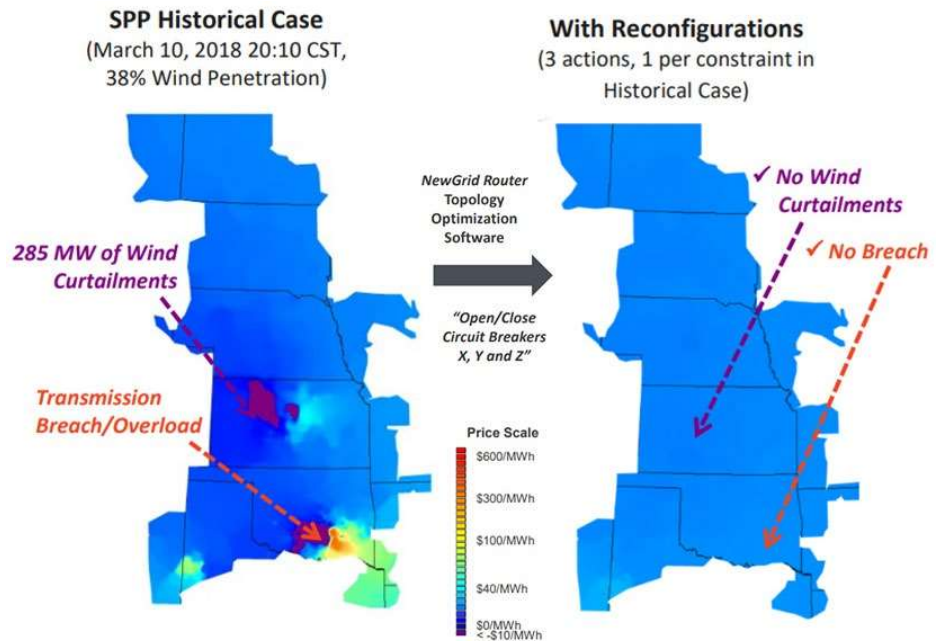 SPP Historical Case
(March 10, 2018 20:10 CST,
38% Wind Penetration)
With Reconfigurations
(3 actions, 1 per constraint in
Historical Case)
285 MW of Wind
Curtailments
Transmission
Breach/Overload
NewGrid Router
Topology
Optimization
Software
“Open/Close
Circuit Breakers
X, Y and Z”
✓ No Wind
Curtailments
✓ No Breach
Price Scale
$600/MWh
$300/MWh
$100/MWh
$40/MWh
$0/MWh
< -$10/MWh